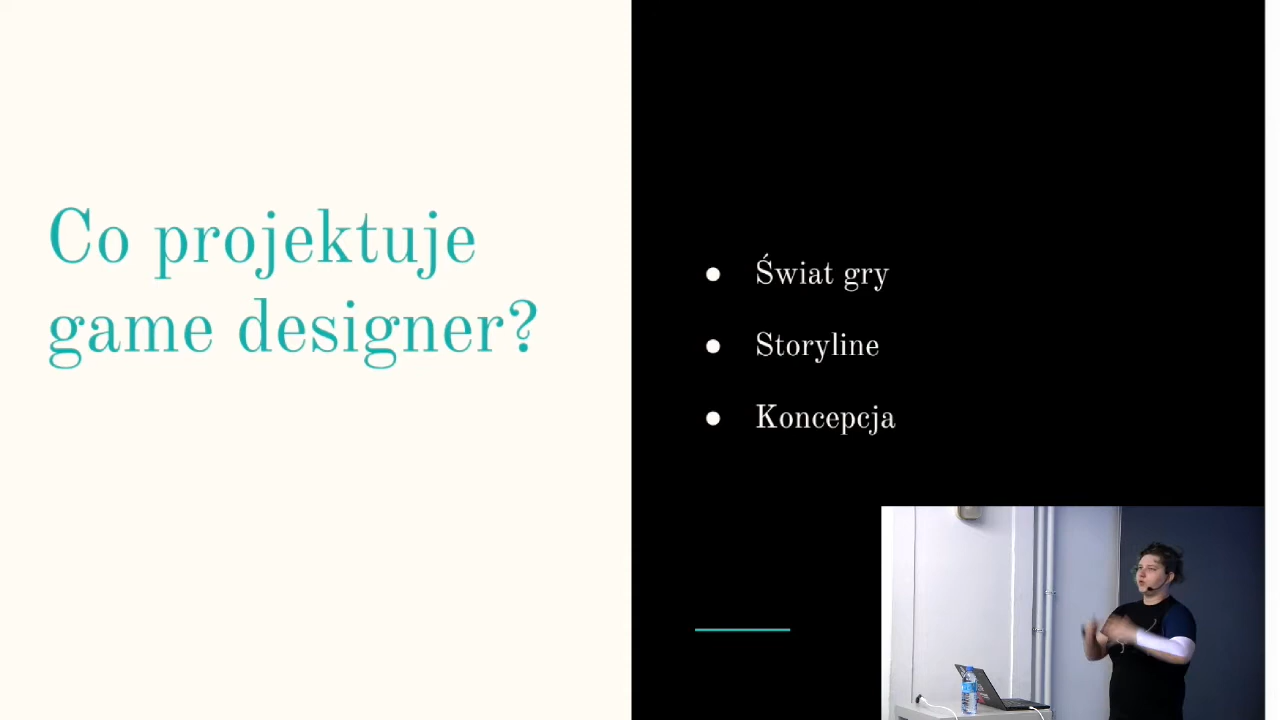 Co projektuje
game designer?
Świat gry
Storyline
Koncepcja